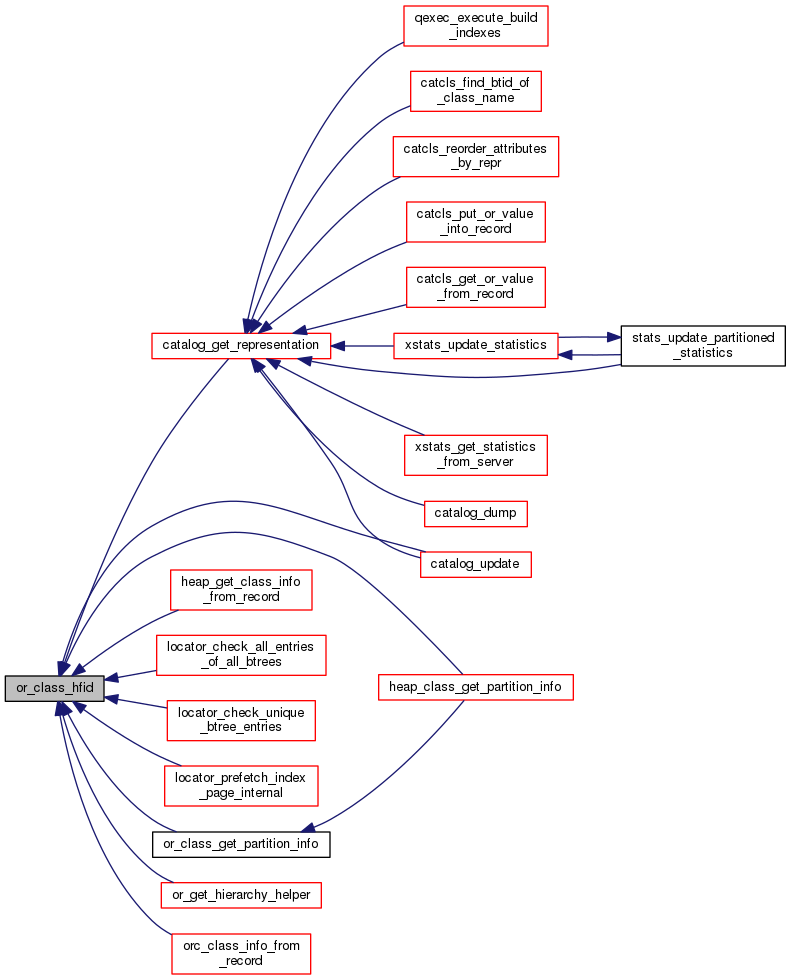 qexec_execute_build
_indexes
catcls_find_btid_of
_class_name
catcls_reorder_attributes
_by_repr
catcls_put_or_value
_into_record
catcls_get_or_value
_from_record
catalog_get_representation
xstats_update_statistics
stats_update_partitioned
_statistics
xstats_get_statistics
_from_server
catalog_dump
catalog_update
heap_get_class_info
_from_record
locator_check_all_entries
_of_all_btrees
or_class_hfid
heap_class_get_partition_info
locator_check_unique
_btree_entries
locator_prefetch_index
_page_internal
or_class_get_partition_info
or_get_hierarchy_helper
orc_class_info_from
_record